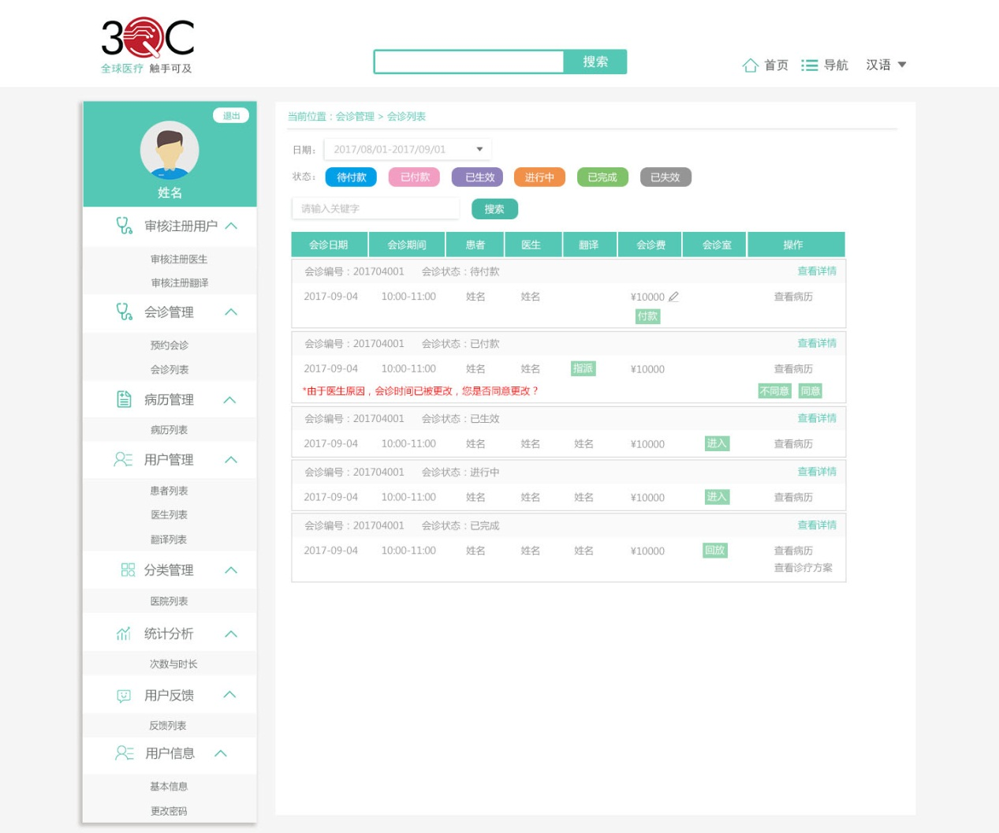 3QC
全球医疗 触手可及
搜索
首页 导航 汉语
退出
姓名
审核注册用户
审核注册医生
审核注册翻译
会诊管理
预约会诊
会诊列表
病历管理
病历列表
用户管理
患者列表
医生列表
翻译列表
分类管理
医院列表
统计分析
次数与时长
用户反馈
反馈列表
用户信息
基本信息
更改密码
当前位置：会诊管理 > 会诊列表
日期： 2017/08/01-2017/09/01
状态： 待付款 已付款 已生效 进行中 已完成 已失效
请输入关键字 搜索
会诊日期 会诊期间 患者 医生 翻译 会诊费 会诊室 操作
会诊编号：201704001 会诊状态：待付款 查看详情
2017-09-04 10:00-11:00 姓名 姓名 ¥10000 查看病历
付款
会诊编号：201704001 会诊状态：已付款 查看详情
2017-09-04 10:00-11:00 姓名 姓名 指派 ¥10000 查看病历
*由于医生原因，会诊时间已被更改，您是否同意更改？ 不同意 同意
会诊编号：201704001 会诊状态：已生效 查看详情
2017-09-04 10:00-11:00 姓名 姓名 姓名 ¥10000 进入 查看病历
会诊编号：201704001 会诊状态：进行中 查看详情
2017-09-04 10:00-11:00 姓名 姓名 姓名 ¥10000 进入 查看病历
会诊编号：201704001 会诊状态：已完成 查看详情
2017-09-04 10:00-11:00 姓名 姓名 姓名 ¥10000 回放 查看病历
查看诊疗方案